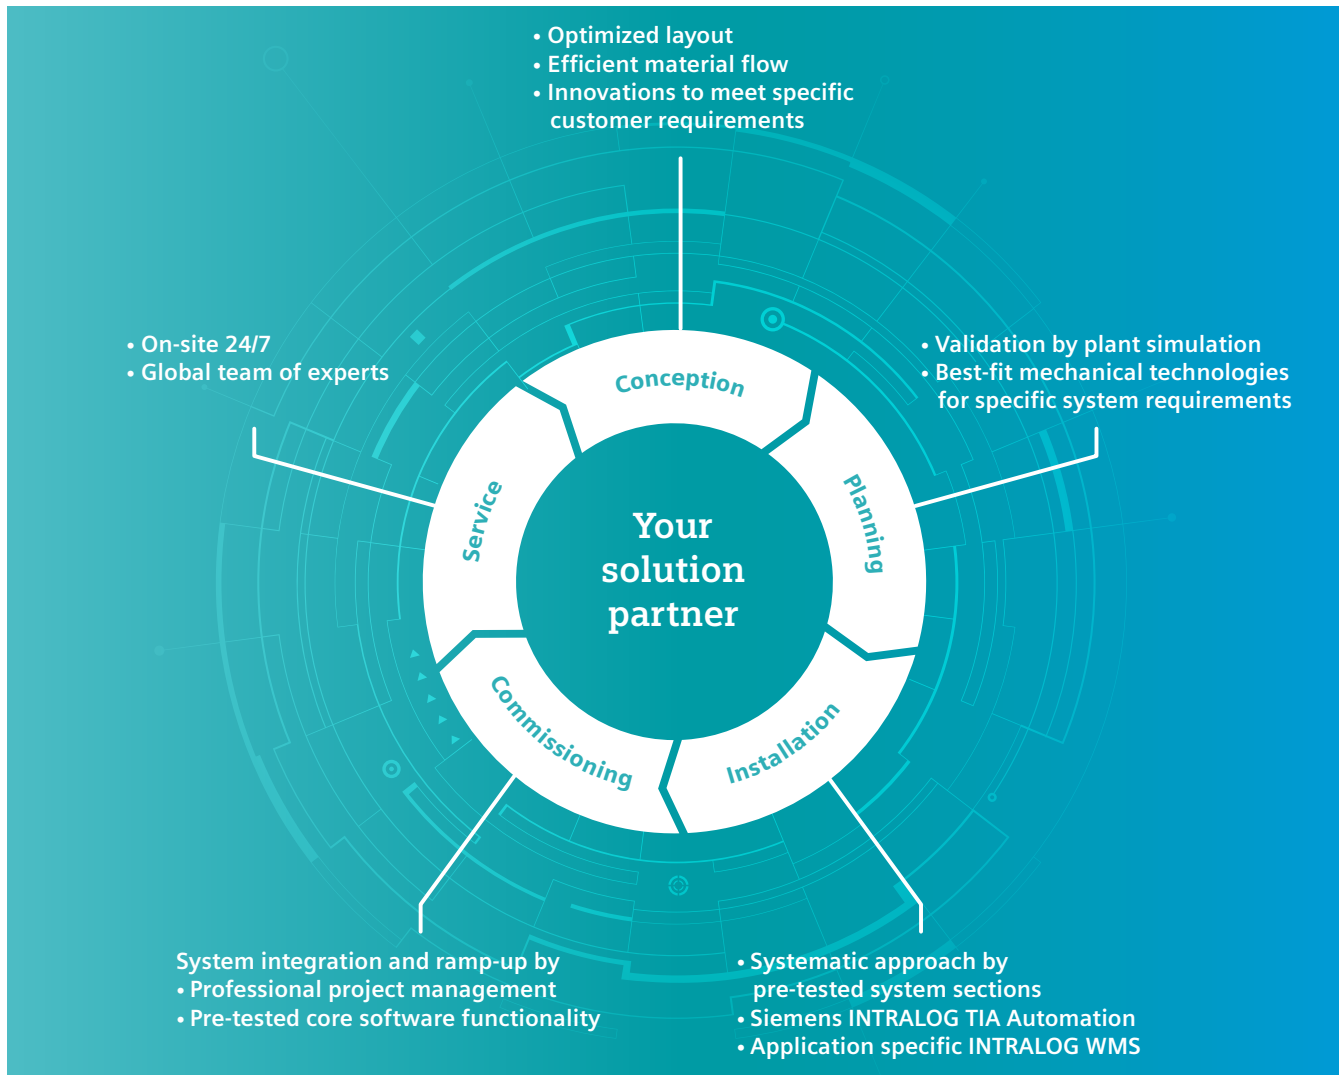 • Optimized layout
• Efficient material flow
• Innovations to meet specific
customer requirements
• On-site 24/7
• Global team of experts
• Validation by plant simulation
• Best-fit mechanical technologies
for specific system requirements
Conception
Planning
Installation
Commissioning
Service
Your
solution
partner
System integration and ramp-up by
• Professional project management
• Pre-tested core software functionality
• Systematic approach by
pre-tested system sections
• Siemens INTRALOG TIA Automation
• Application specific INTRALOG WMS